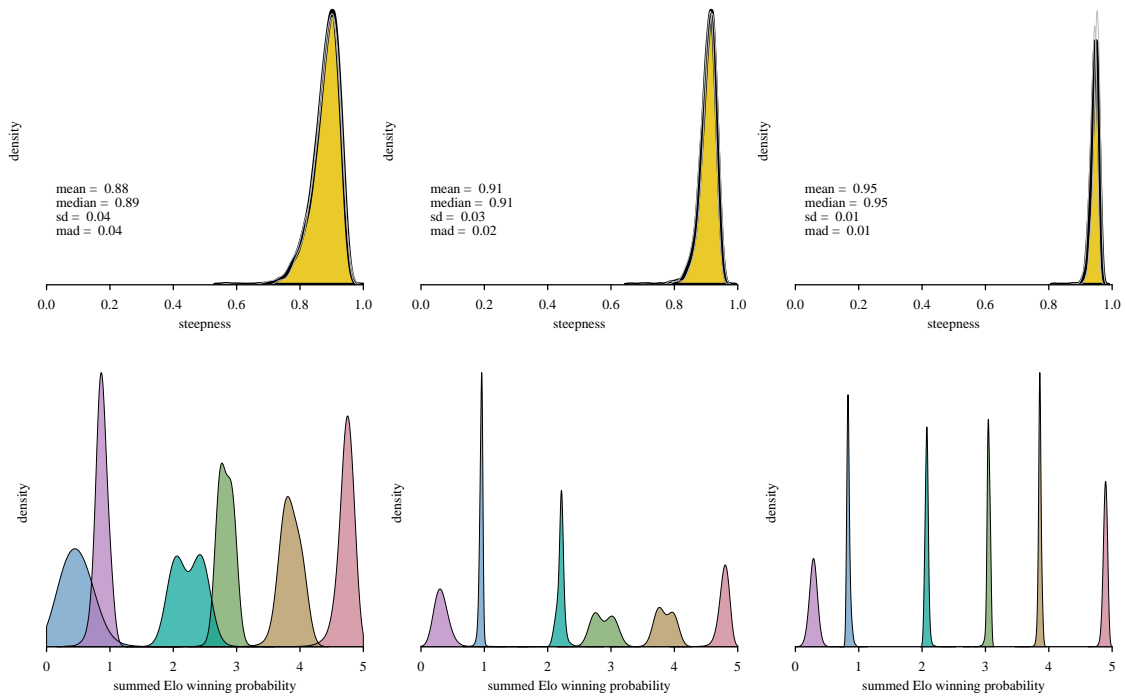 density
mean = 0.88
median = 0.89
sd = 0.04
mad = 0.04
0.0 0.2 0.4 0.6 0.8 1.0
steepness
density
mean = 0.91
median = 0.91
sd = 0.03
mad = 0.02
0.0 0.2 0.4 0.6 0.8 1.0
steepness
density
mean = 0.95
median = 0.95
sd = 0.01
mad = 0.01
0.0 0.2 0.4 0.6 0.8 1.0
steepness
density
0 1 2 3 4 5
summed Elo winning probability
density
0 1 2 3 4 5
summed Elo winning probability
density
0 1 2 3 4 5
summed Elo winning probability